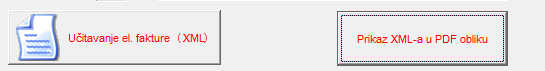 Učitavanje el. fakture (XML)
Prikaz XML-a u PDF obliku